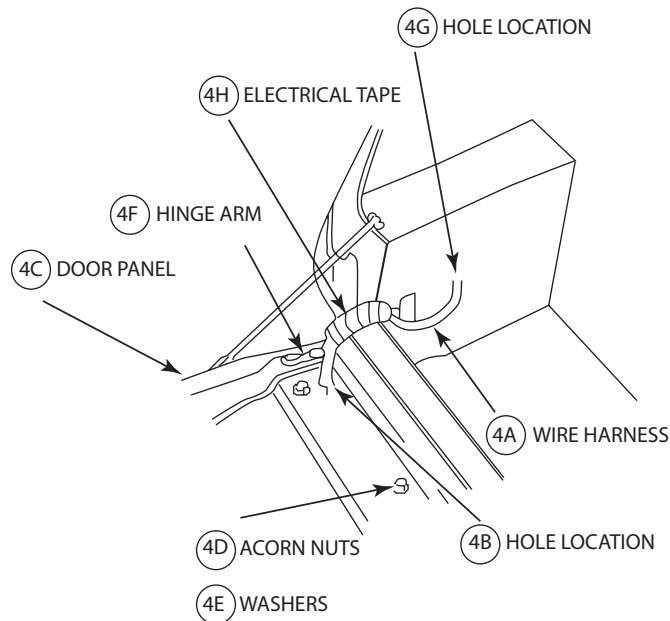 4G HOLE LOCATION
4H ELECTRICAL TAPE
4F HINGE ARM
4C DOOR PANEL
4A WIRE HARNESS
4D ACORN NUTS
4B HOLE LOCATION
4E WASHERS